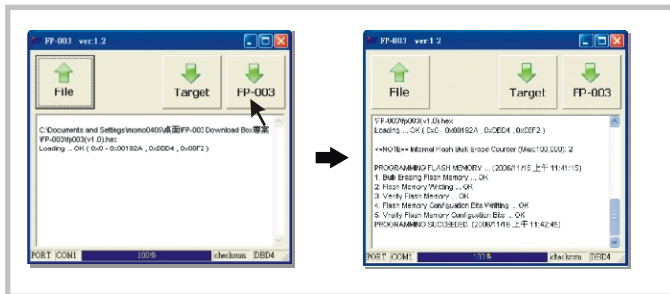 FP-003 ver:1.2
File
Target
FP-003
C:\Documents and Settings\momo0405\桌面\FP-003 Download Box專案
\FP-003\fp003(v1.0).hex
Loading ... OK ( 0x0 - 0x00192A , 0xDBD4 , 0x00F2 )
PORT COM1 100% checksum DBD4
FP-003 ver:1.2
File
Target
FP-003
\FP-003\fp003(v1.0).hex
Loading ... OK ( 0x0 - 0x00192A , 0xDBD4 , 0x00F2 )
<<NOTE>> Internal Flash Bulk Erase Counter (Max:100,000): 2
PROGRAMMING FLASH MEMORY ... (2006/11/16 上午 11:41:15)
1. Bulk Erasing Flash Memory ... OK
2. Flash Memory Writting ... OK
3. Verify Flash Memory ... OK
4. Flash Memory Configuation Bits Writting ... OK
5. Vreify Flash Memory Configuation Bits ... OK
PROGRAMMING SUCCEEDED. (2006/11/16 上午 11:42:45)
PORT COM1 100% checksum DBD4